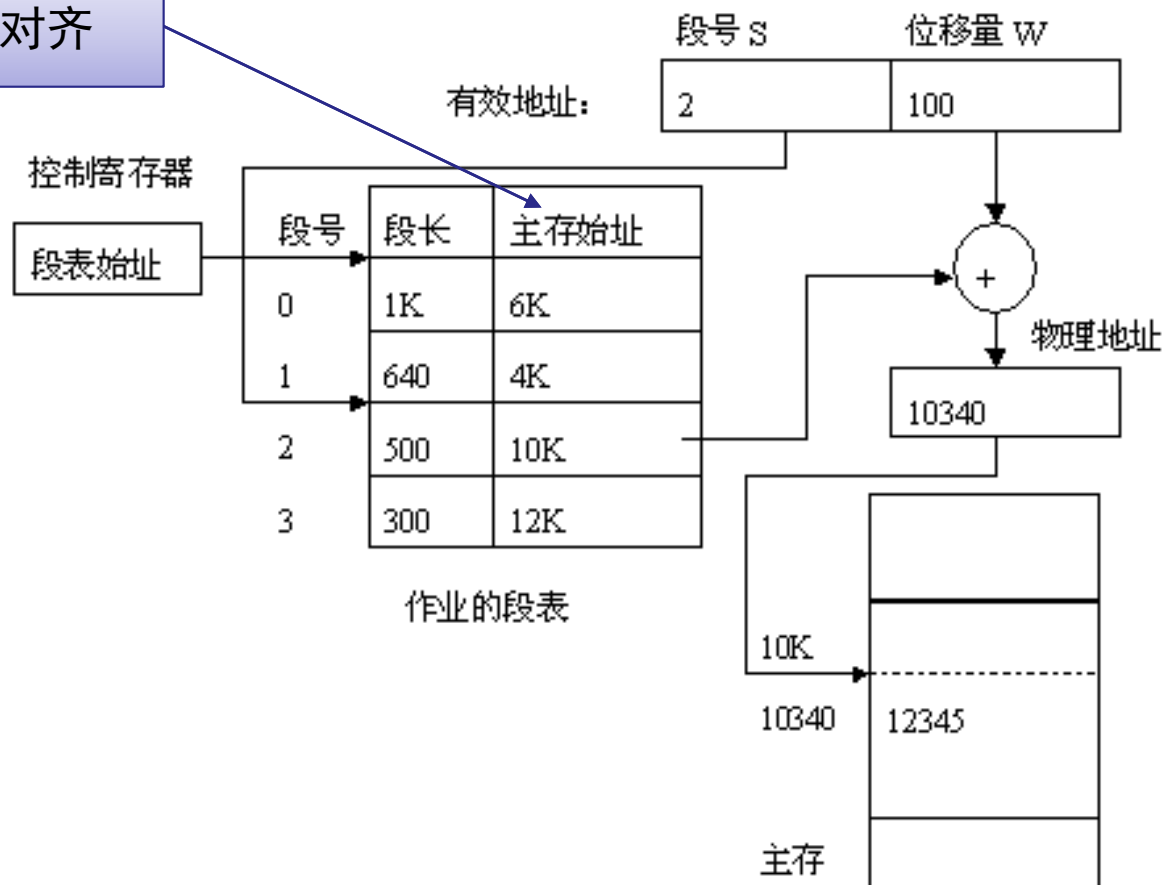 对齐
段号 S 位移量 W
有效地址： 2 100
控制寄存器
段表始址
段号 段长 主存始址
0 1K 6K
1 640 4K
2 500 10K
3 300 12K
作业的段表
+
物理地址
10340
10K
10340 12345
主存